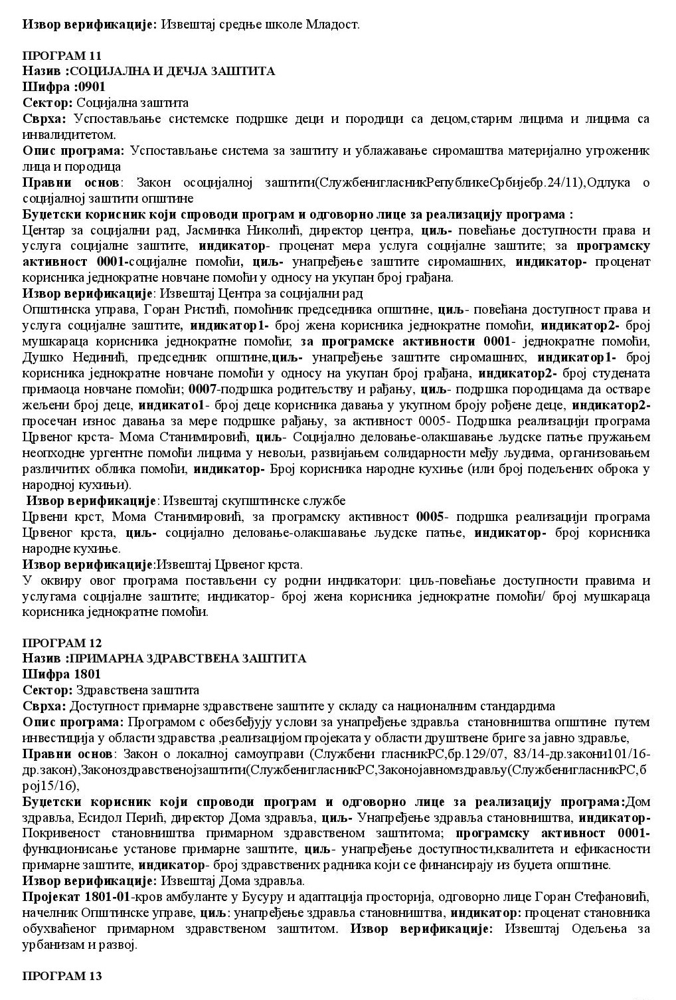 Извор верификације: Извештај средње школе Младост.
ПРОГРАМ 11
Назив :СОЦИЈАЛНА И ДЕЧЈА ЗАШТИТА
Шифра :0901
Сектор: Социјална заштита
Сврха: Успостављање системске подршке деци и породици са децом,старим лицима и лицима са
инвалидитетом.
Опис програма: Успостављање система за заштиту и ублажавање сиромаштва материјално угроженик
лица и породица
Правни основ: Закон осоцијалној заштити(СлужбенигласникРепубликеСрбијебр.24/11),Одлука о
социјалној заштити општине
Буџетски корисник који спроводи програм и одговорно лице за реализацију програма :
Центар за социјални рад, Јасминка Николић, директор центра, циљ- повећање доступности права и
услуга социјалне заштите, индикатор- проценат мера услуга социјалне заштите; за програмску
активност 0001-социјалне помоћи, циљ- унапређење заштите сиромашних, индикатор- проценат
корисника једнократне новчане помоћи у односу на укупан број грађана.
Извор верификације: Извештај Центра за социјални рад
Општинска управа, Горан Ристић, помоћник председника општине, циљ- повећана доступност права и
услуга социјалне заштите, индикатор1- број жена корисника једнократне помоћи, индикатор2- број
мушкараца корисника једнократне помоћи; за програмске активности 0001- једнократне помоћи,
Душко Нединић, председник општине,циљ- унапређење заштите сиромашних, индикатор1- број
корисника једнократне новчане помоћи у односу на укупан број грађана, индикатор2- број студената
примаоца новчане помоћи; 0007-подршка родитељству и рађању, циљ- подршка породицама да остваре
жељени број деце, индикато1- број деце корисника давања у укупном броју рођене деце, индикатор2-
просечан износ давања за мере подршке рађању, за активност 0005- Подршка реализацији програма
Црвеног крста- Мома Станимировић, циљ- Социјално деловање-олакшавање људске патње пружањем
неопходне ургентне помоћи лицима у невољи, развијањем солидарности међу људима, организовањем
различитих облика помоћи, индикатор- Број корисника народне кухиње (или број подељених оброка у
народној кухињи).
Извор верификације: Извештај скупштинске службе
Црвени крст, Мома Станимировић, за програмску активност 0005- подршка реализацији програма
Црвеног крста, циљ- социјално деловање-олакшавање људске патње, индикатор- број корисника
народне кухиње.
Извор верификације:Извештај Црвеног крста.
У оквиру овог програма постављени су родни индикатори: циљ-повећање доступности правима и
услугама социјалне заштите; индикатор- број жена корисника једнократне помоћи/ број мушкараца
корисника једнократне помоћи.
ПРОГРАМ 12
Назив :ПРИМАРНА ЗДРАВСТВЕНА ЗАШТИТА
Шифра 1801
Сектор: Здравствена заштита
Сврха: Доступност примарне здравствене заштите у складу са националним стандардима
Опис програма: Програмом с обезбеђују услови за унапређење здравља становништва општине путем
инвестиција у области здравства ,реализацијом пројеката у области друштвене бриге за јавно здравље,
Правни основ: Закон о локалној самоуправи (Службени гласникРС,бр.129/07, 83/14-др.закони101/16-
др.закон),Законоздравственојзаштити(СлужбенигласникРС,Законојавномздрављу(СлужбенигласникРС,б
рој15/16),
Буџетски корисник који спроводи програм и одговорно лице за реализацију програма:Дом
здравља, Есидол Перић, директор Дома здравља, циљ- Унапређење здравља становништва, индикатор-
Покривеност становништва примарном здравственом заштитома; програмску активност 0001-
функционисање установе примарне заштите, циљ- унапређење доступности,квалитета и ефикасности
примарне заштите, индикатор- број здравствених радника који се финансирају из буџета општине.
Извор верификације: Извештај Дома здравља.
Пројекат 1801-01-кров амбуланте у Бусуру и адаптација просторија, одговорно лице Горан Стефановић,
начелник Општинске управе, циљ: унапређење здравља становништва, индикатор: проценат становника
обухваћеног примарном здравственом заштитом. Извор верификације: Извештај Одељења за
урбанизам и развој.
ПРОГРАМ 13